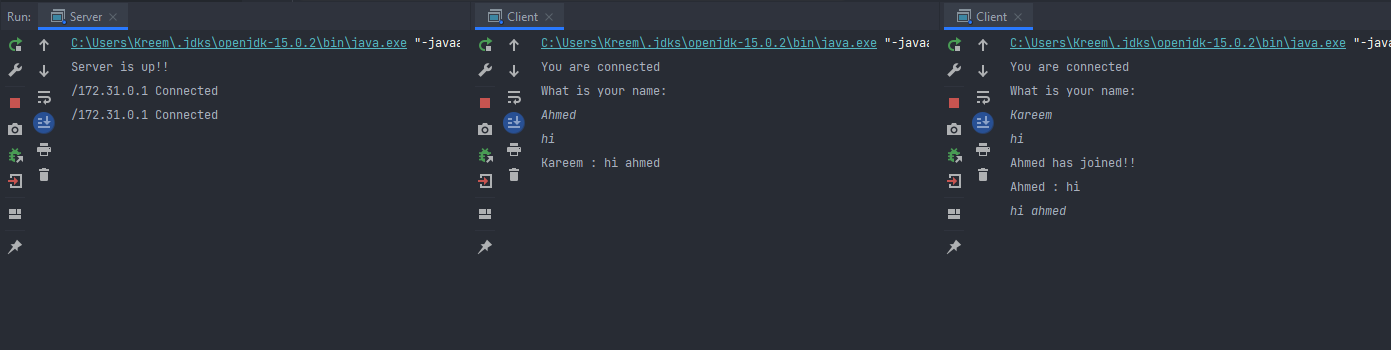 Run: Server
C:\Users\Kreem\.jdks\openjdk-15.0.2\bin\java.exe "-javaa
Server is up!!
/172.31.0.1 Connected
/172.31.0.1 Connected
Client
C:\Users\Kreem\.jdks\openjdk-15.0.2\bin\java.exe "-javaa
You are connected
What is your name:
Ahmed
hi
Kareem : hi ahmed
Client
C:\Users\Kreem\.jdks\openjdk-15.0.2\bin\java.exe "-java
You are connected
What is your name:
Kareem
hi
Ahmed has joined!!
Ahmed : hi
hi ahmed